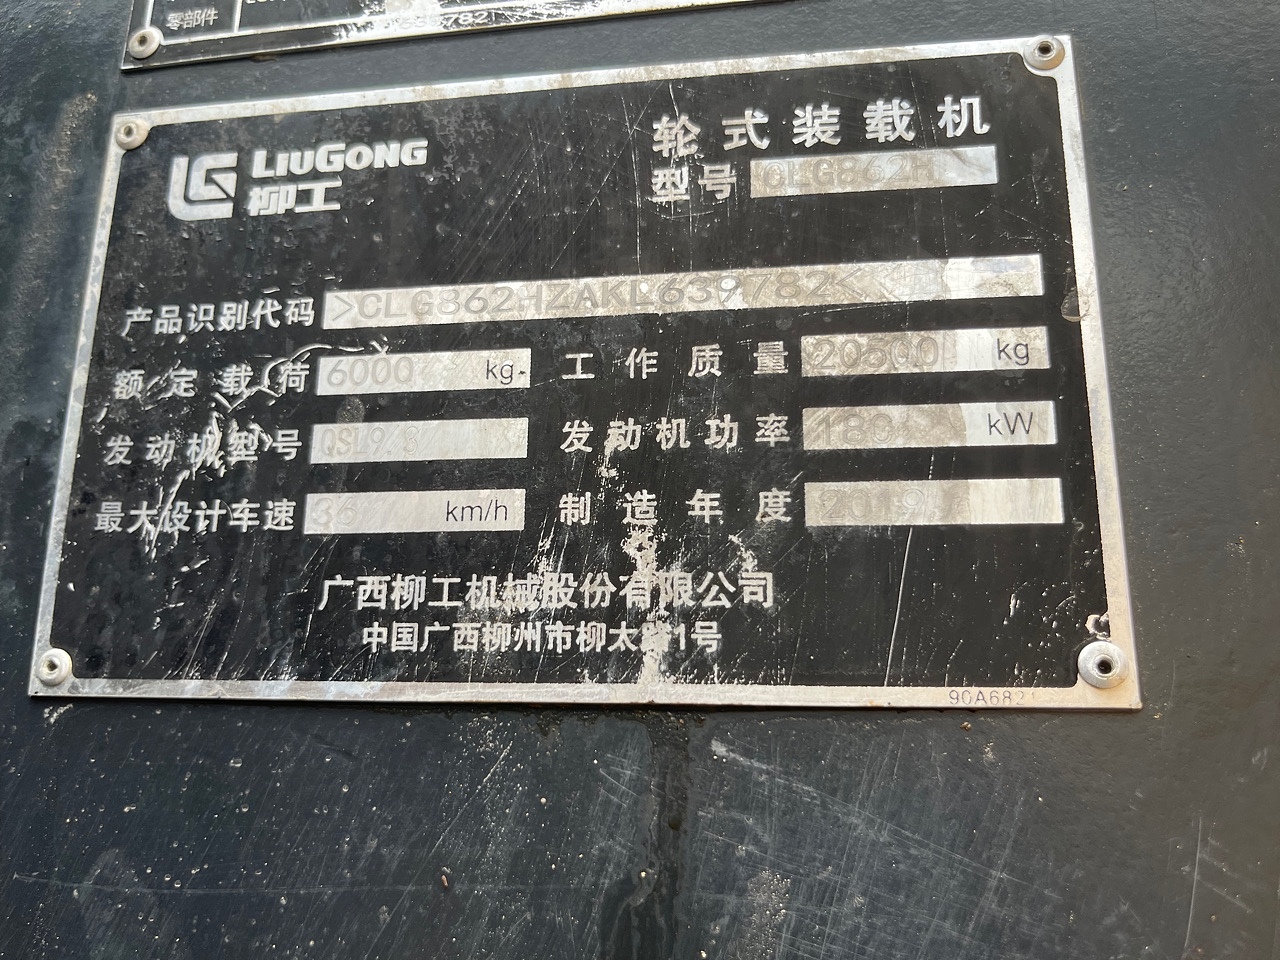 零部件
LIUGONG
柳工
轮式装载机
型号 CLG862H
产品识别代码 >CLG862HZAKL639782<
额定载荷 6000 kg
工作质量 20500 kg
发动机型号 QSL9.3
发动机功率 180 kW
最大设计车速 36 km/h
制造年度 2019
广西柳工机械股份有限公司
中国广西柳州市柳太路1号